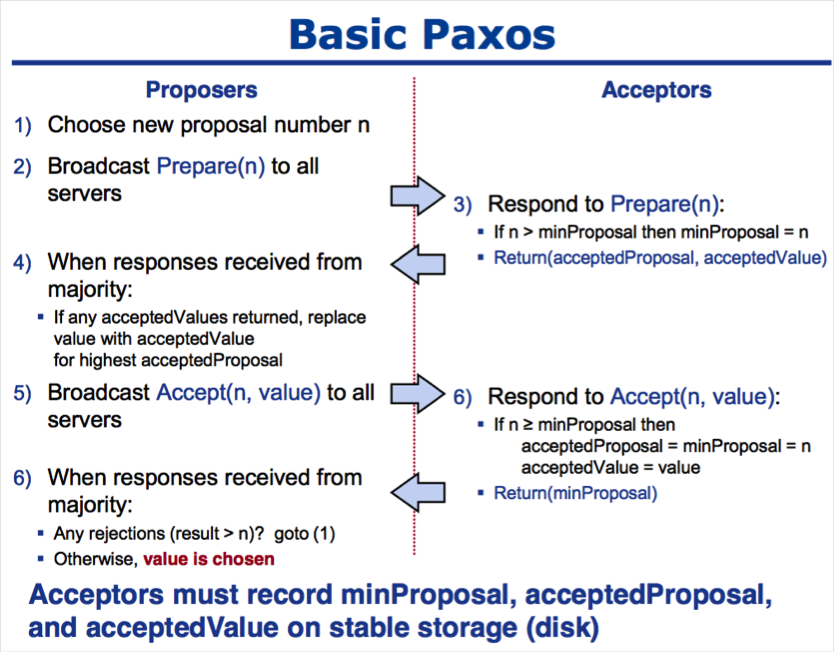 Basic Paxos
Proposers
1) Choose new proposal number n
2) Broadcast Prepare(n) to all
servers
4) When responses received from
majority:
▪ If any acceptedValues returned, replace
value with acceptedValue
for highest acceptedProposal
5) Broadcast Accept(n, value) to all
servers
6) When responses received from
majority:
▪ Any rejections (result > n)? goto (1)
▪ Otherwise, value is chosen
Acceptors
3) Respond to Prepare(n):
▪ If n > minProposal then minProposal = n
▪ Return(acceptedProposal, acceptedValue)
6) Respond to Accept(n, value):
▪ If n ≥ minProposal then
acceptedProposal = minProposal = n
acceptedValue = value
▪ Return(minProposal)
Acceptors must record minProposal, acceptedProposal,
and acceptedValue on stable storage (disk)